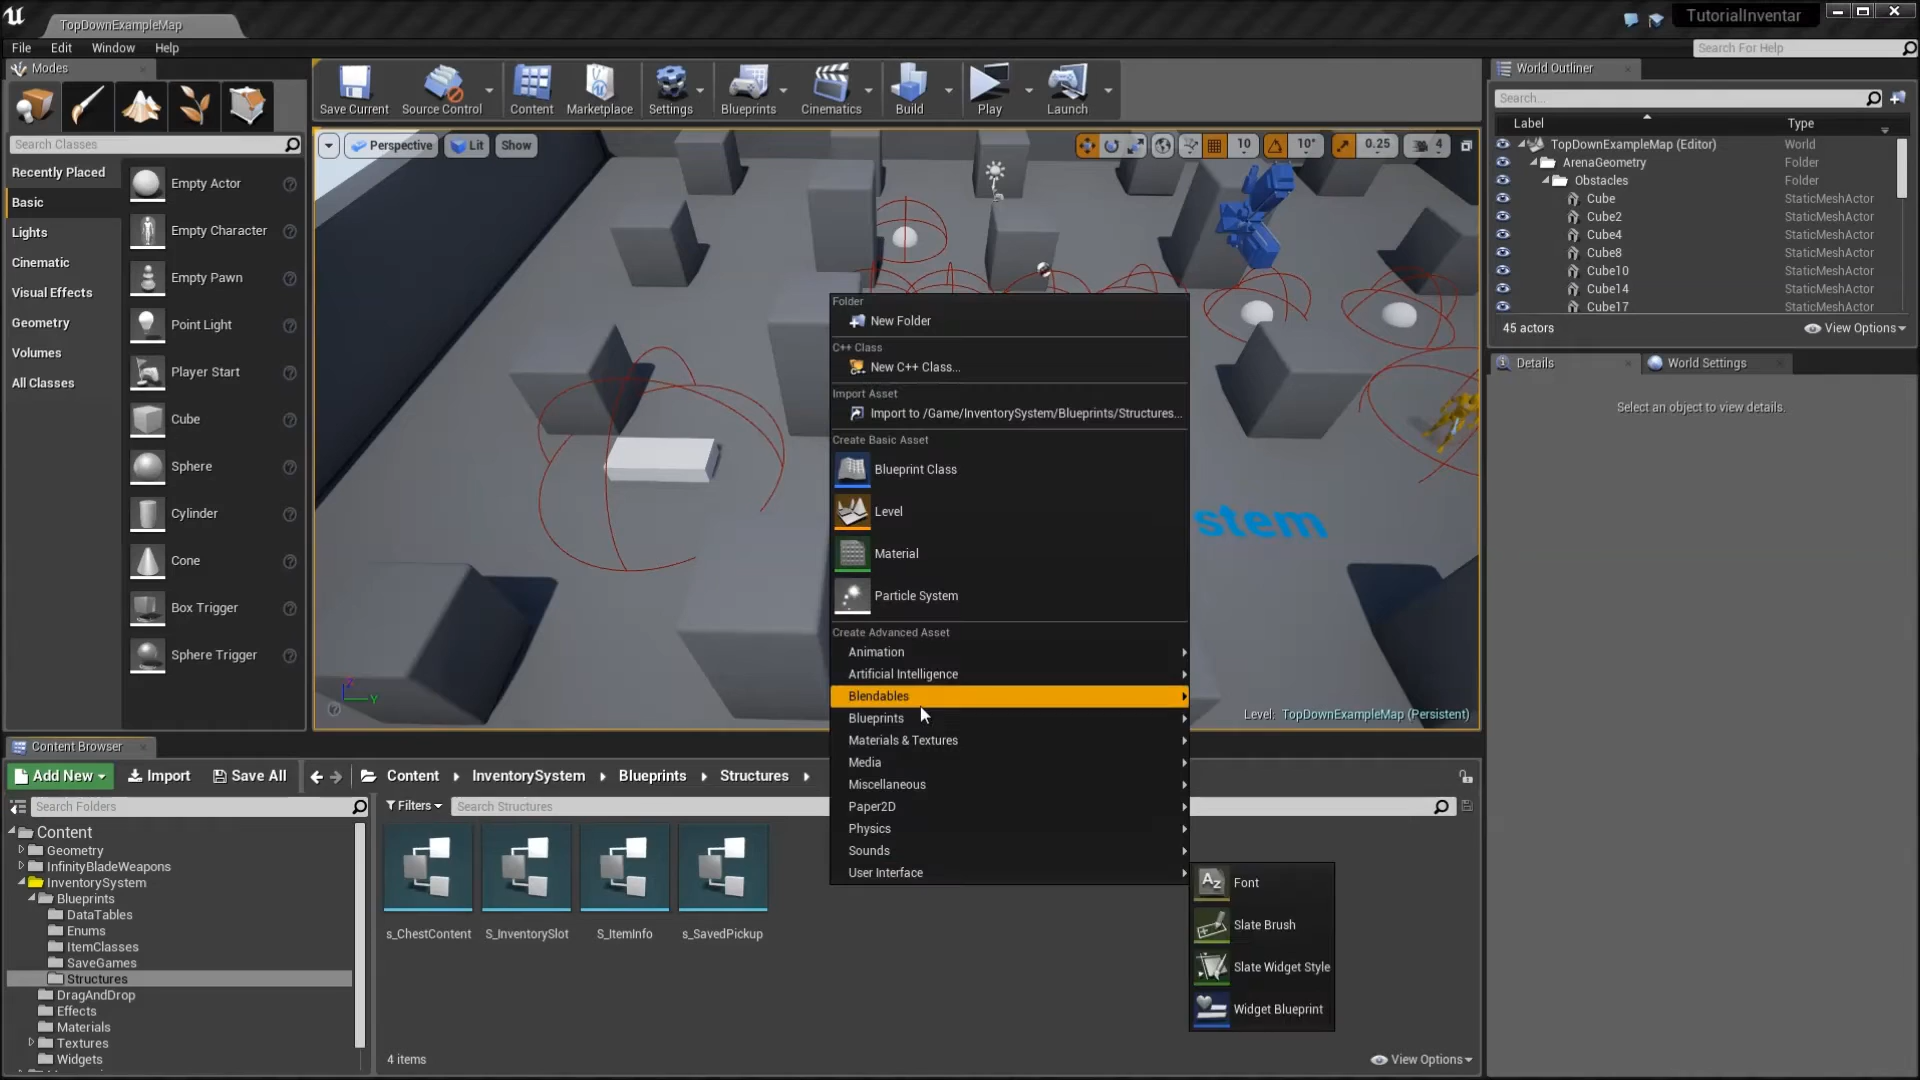 TopDownExampleMap
TutorialInventar
File Edit Window Help
Search For Help
Modes
Search Classes
Recently Placed
Basic
Lights
Cinematic
Visual Effects
Geometry
Volumes
All Classes
Empty Actor
Empty Character
Empty Pawn
Point Light
Player Start
Cube
Sphere
Cylinder
Cone
Box Trigger
Sphere Trigger
Save Current
Source Control
Content
Marketplace
Settings
Blueprints
Cinematics
Build
Play
Launch
Perspective
Lit
Show
10
10°
0.25
4
stem
Level: TopDownExampleMap (Persistent)
Folder
New Folder
C++ Class
New C++ Class...
Import Asset
Import to /Game/InventorySystem/Blueprints/Structures...
Create Basic Asset
Blueprint Class
Level
Material
Particle System
Create Advanced Asset
Animation
Artificial Intelligence
Blendables
Blueprints
Materials & Textures
Media
Miscellaneous
Paper2D
Physics
Sounds
User Interface
Font
Slate Brush
Slate Widget Style
Widget Blueprint
World Outliner
Search...
Label Type
TopDownExampleMap (Editor) World
ArenaGeometry Folder
Obstacles Folder
Cube StaticMeshActor
Cube2 StaticMeshActor
Cube4 StaticMeshActor
Cube8 StaticMeshActor
Cube10 StaticMeshActor
Cube14 StaticMeshActor
Cube17 StaticMeshActor
45 actors
View Options
Details
World Settings
Select an object to view details.
Content Browser
Add New Import Save All
Content InventorySystem Blueprints Structures
Search Folders
Filters
Search Structures
Content
Geometry
InfinityBladeWeapons
InventorySystem
Blueprints
DataTables
Enums
ItemClasses
SaveGames
Structures
DragAndDrop
Effects
Materials
Textures
Widgets
s_ChestContent
S_InventorySlot
S_ItemInfo
s_SavedPickup
4 items
View Options